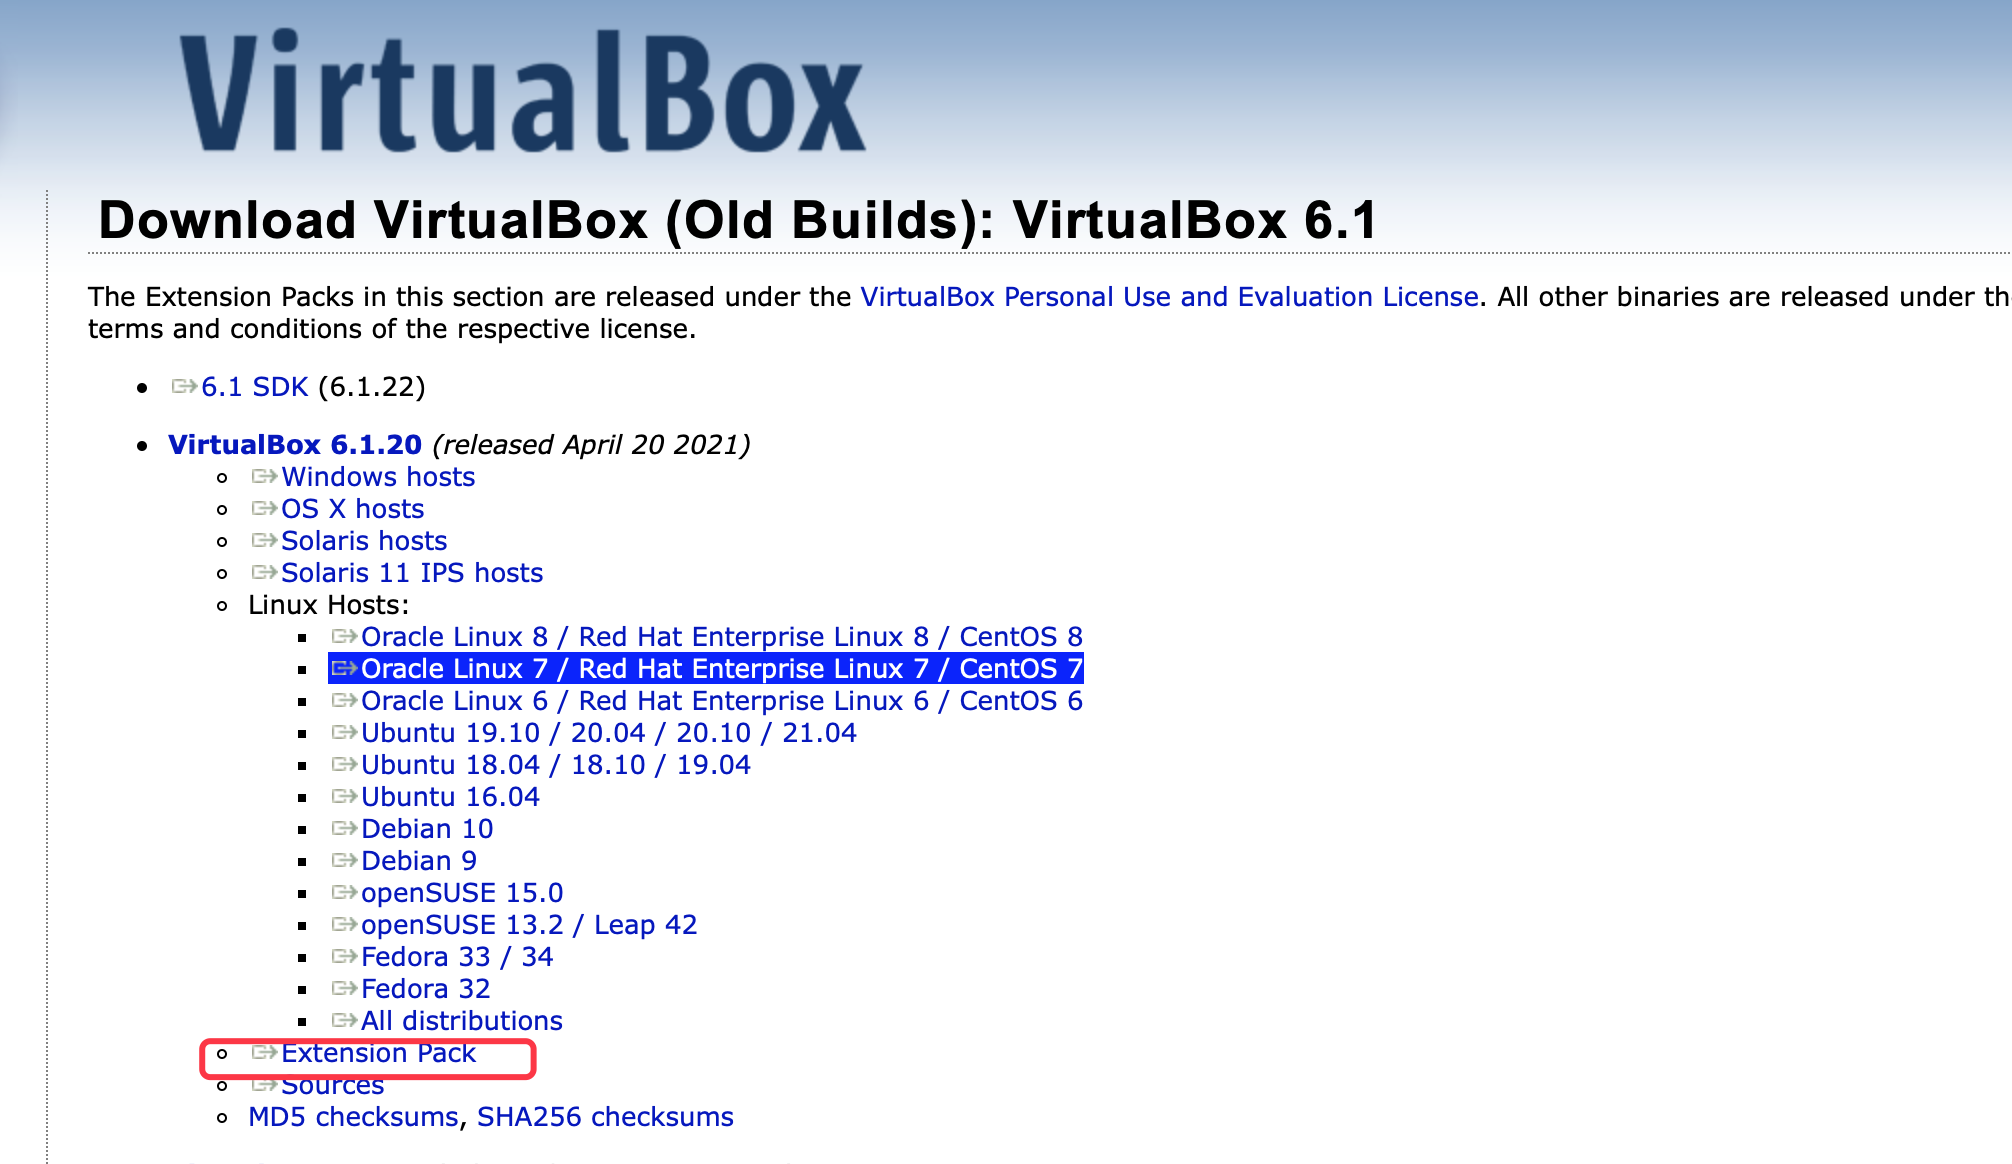 VirtualBox
Download VirtualBox (Old Builds): VirtualBox 6.1
The Extension Packs in this section are released under the VirtualBox Personal Use and Evaluation License. All other binaries are released under
terms and conditions of the respective license.
6.1 SDK (6.1.22)
VirtualBox 6.1.20 (released April 20 2021)
Windows hosts
OS X hosts
Solaris hosts
Solaris 11 IPS hosts
Linux Hosts:
Oracle Linux 8 / Red Hat Enterprise Linux 8 / CentOS 8
Oracle Linux 7 / Red Hat Enterprise Linux 7 / CentOS 7
Oracle Linux 6 / Red Hat Enterprise Linux 6 / CentOS 6
Ubuntu 19.10 / 20.04 / 20.10 / 21.04
Ubuntu 18.04 / 18.10 / 19.04
Ubuntu 16.04
Debian 10
Debian 9
openSUSE 15.0
openSUSE 13.2 / Leap 42
Fedora 33 / 34
Fedora 32
All distributions
Extension Pack
Sources
MD5 checksums, SHA256 checksums